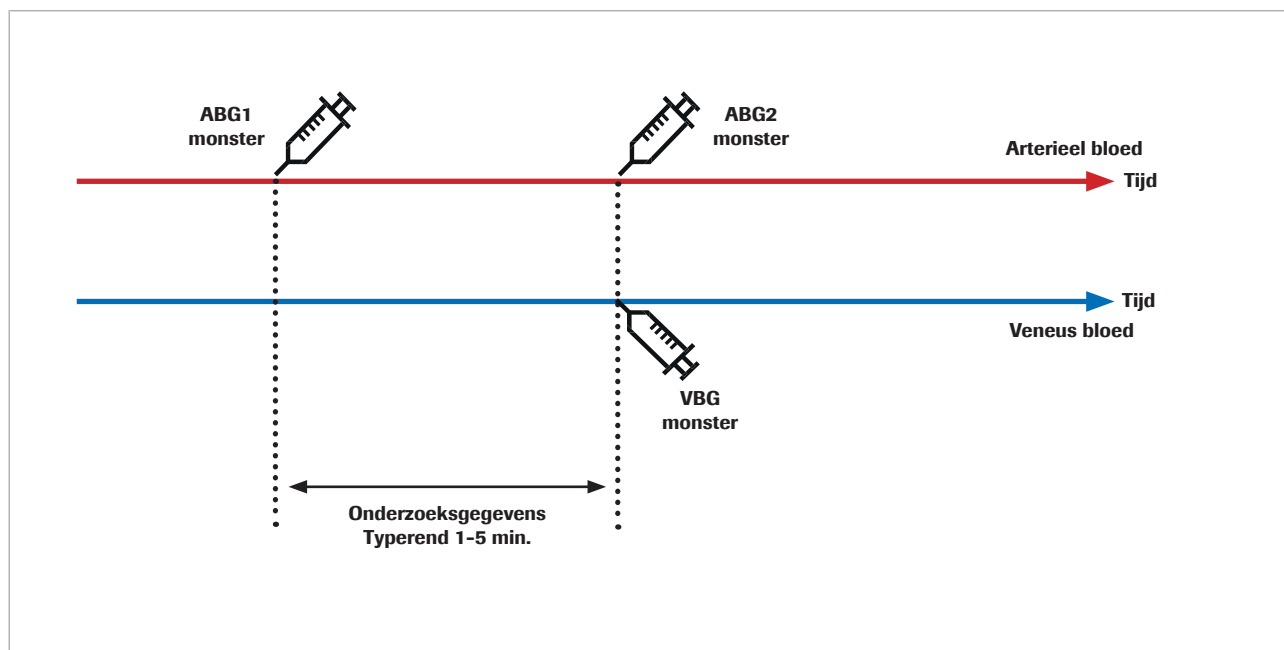 ABG1
monster
ABG2
monster
Arterieel bloed
Tijd
Tijd
Veneus bloed
VBG
monster
Onderzoeksgegevens
Typerend 1-5 min.